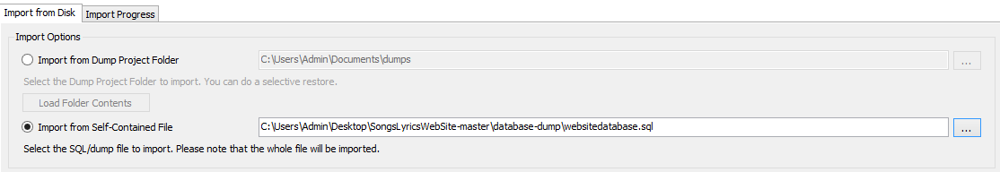 Import from Disk Import Progress
Import Options
Import from Dump Project Folder C:\Users\Admin\Documents\dumps ...
Select the Dump Project Folder to import. You can do a selective restore.
Load Folder Contents
Import from Self-Contained File C:\Users\Admin\Desktop\SongsLyricsWebSite-master\database-dump\websitedatabase.sql ...
Select the SQL/dump file to import. Please note that the whole file will be imported.